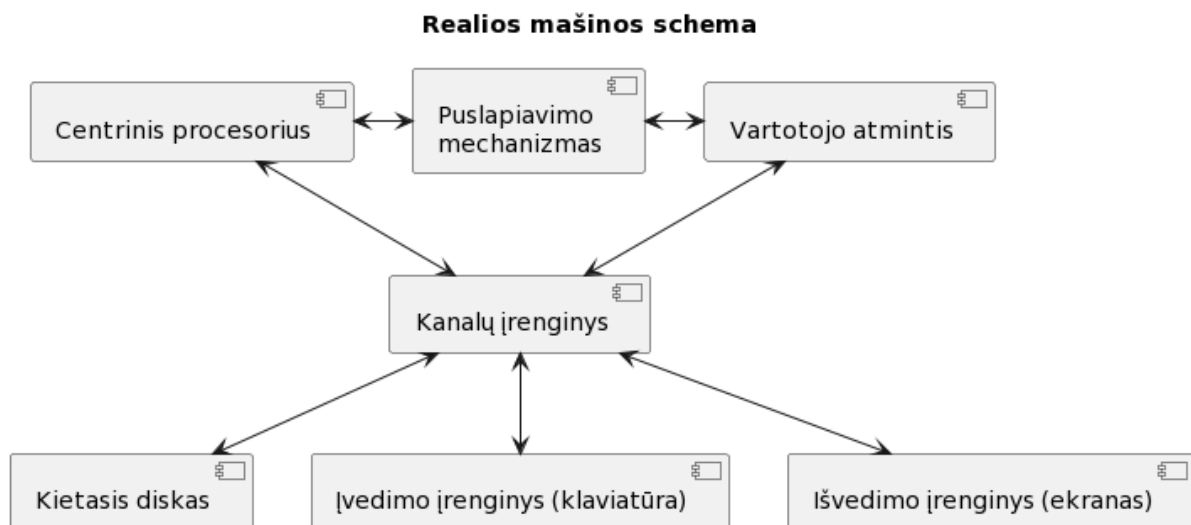 Realios mašinos schema
Centrinis procesorius
Puslapiavimo
mechanizmas
Vartotojo atmintis
Kanalų įrenginys
Kietasis diskas
Įvedimo įrenginys (klaviatūra)
Išvedimo įrenginys (ekranas)